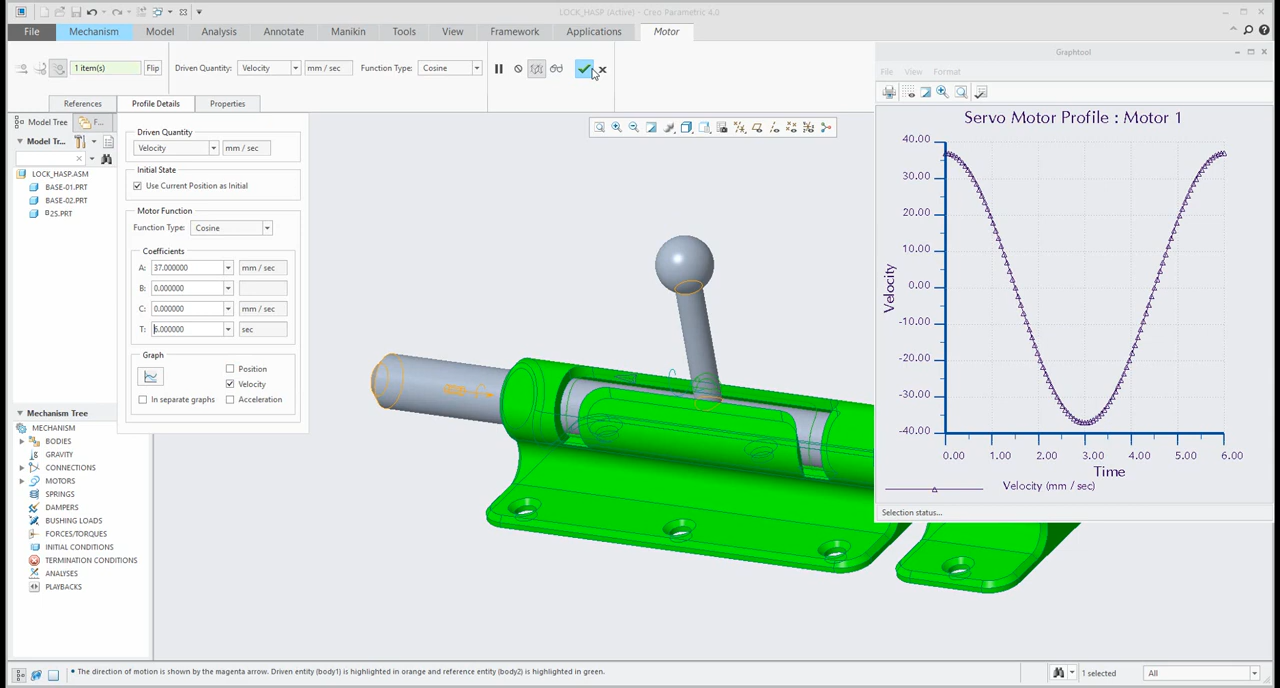 LOCK_HASP (Active) - Creo Parametric 4.0
File Mechanism Model Analysis Annotate Manikin Tools View Framework Applications Motor
1 item(s) Flip Driven Quantity: Velocity mm / sec Function Type: Cosine
References Profile Details Properties
Model Tree F...
Model Tr...
LOCK_HASP.ASM
BASE-01.PRT
BASE-02.PRT
2S.PRT
Driven Quantity
Velocity mm / sec
Initial State
Use Current Position as Initial
Motor Function
Function Type: Cosine
Coefficients
A: 37.000000 mm / sec
B: 0.000000
C: 0.000000 mm / sec
T: 6.000000 sec
Graph
Position
Velocity
In separate graphs Acceleration
Mechanism Tree
MECHANISM
BODIES
GRAVITY
CONNECTIONS
MOTORS
SPRINGS
DAMPERS
BUSHING LOADS
FORCES/TORQUES
INITIAL CONDITIONS
TERMINATION CONDITIONS
ANALYSES
PLAYBACKS
Graphtool
File View Format
Servo Motor Profile : Motor 1
40.00
30.00
20.00
10.00
0.00
-10.00
-20.00
-30.00
-40.00
Velocity
0.00 1.00 2.00 3.00 4.00 5.00 6.00
Time
Velocity (mm / sec)
Selection status...
• The direction of motion is shown by the magenta arrow. Driven entity (body1) is highlighted in orange and reference entity (body2) is highlighted in green.
1 selected All